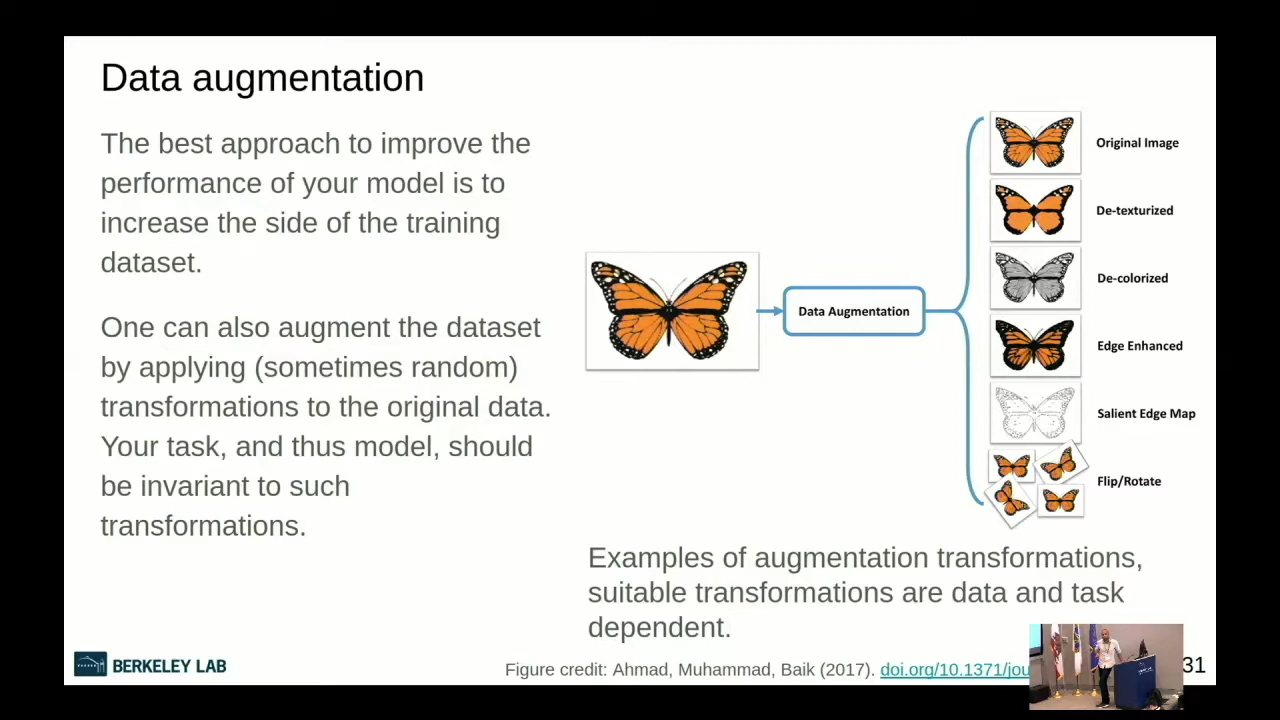 Data augmentation
The best approach to improve the
performance of your model is to
increase the side of the training
dataset.
One can also augment the dataset
by applying (sometimes random)
transformations to the original data.
Your task, and thus model, should
be invariant to such
transformations.
Data Augmentation
Original Image
De-texturized
De-colorized
Edge Enhanced
Salient Edge Map
Flip/Rotate
Examples of augmentation transformations,
suitable transformations are data and task
dependent.
BERKELEY LAB
Figure credit: Ahmad, Muhammad, Baik (2017). doi.org/10.1371/jou
31